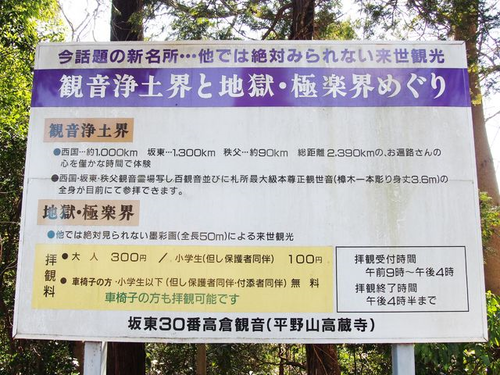 今話題の新名所…他では絶対みられない来世観光
観音浄土界と地獄・極楽界めぐり
観音浄土界
●西国…約1,000km 坂東…1,300km 秩父…約90km 総距離 2,390kmの、お遍路さんの
心を僅かな時間で体験
●西国・坂東・秩父観音霊場写し百観音並びに札所最大級本尊正観世音(樟木一本彫り身丈3.6m)の
全身が目前にて参拝できます。
地獄・極楽界
●他では絶対見られない墨彩画(全長50m)による来世観光
拝観料
● 大人 300円 / 小学生(但し保護者同伴) 100円
● 車椅子の方・小学生以下(但し保護者同伴・付添者同伴) 無料
車椅子の方も拝観可能です
拝観受付時間
午前9時〜午後4時
拝観終了時間
午後4時半まで
坂東30番高倉観音(平野山高蔵寺)